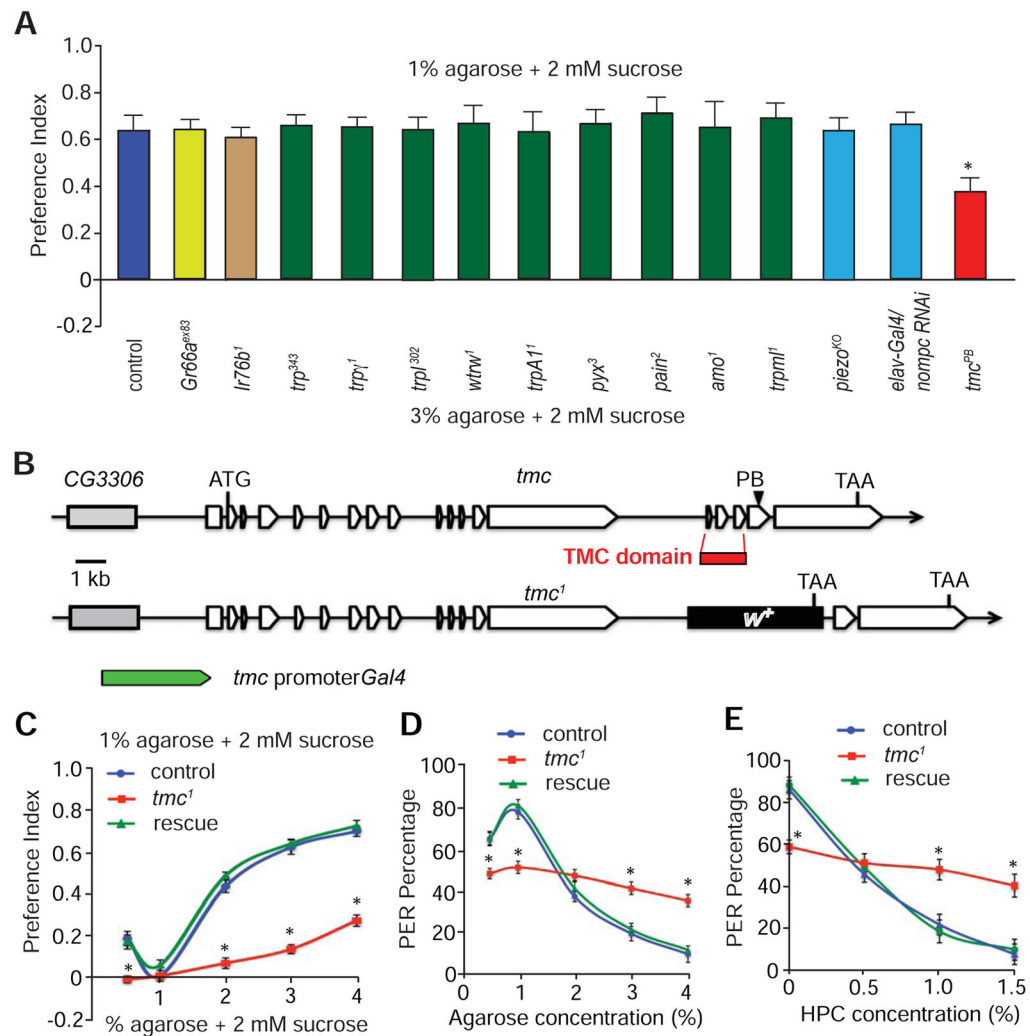 A
1% agarose + 2 mM sucrose
Preference Index
1.0
0.8
0.6
0.4
0.2
0
-0.2
*
control
Gr66a^ex83
Ir76b^1
trp^343
trpγ^1
trpl^302
wtrw^1
trpA1^1
pyx^3
pain^2
amo^1
trpml^1
piezo^KO
elav-Gal4/
nompc RNAi
tmc^PB
3% agarose + 2 mM sucrose
B
CG3306
ATG
tmc
PB
TAA
TMC domain
1 kb
tmc^1
TAA
TAA
w^+
tmc promoterGal4
C
1% agarose + 2 mM sucrose
control
tmc^1
rescue
Preference Index
1.0
0.8
0.6
0.4
0.2
0
-0.2
1
2
3
4
*
*
*
*
% agarose + 2 mM sucrose
D
control
tmc^1
rescue
PER Percentage
100
80
60
40
20
0
*
*
*
*
0
1
2
3
4
Agarose concentration (%)
E
control
tmc^1
rescue
PER Percentage
100
80
60
40
20
0
*
*
*
0
0.5
1.0
1.5
HPC concentration (%)